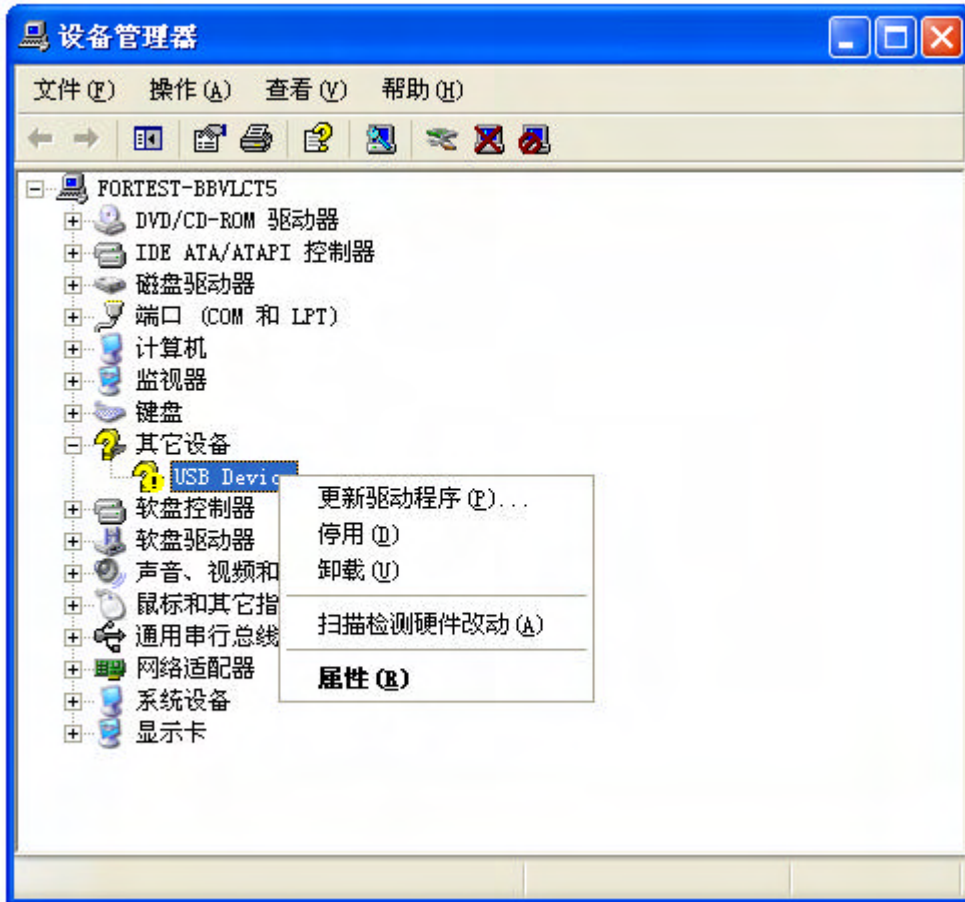 设备管理器
文件(F) 操作(A) 查看(V) 帮助(H)
FORTEST-BBVLCT5
DVD/CD-ROM 驱动器
IDE ATA/ATAPI 控制器
磁盘驱动器
端口 (COM 和 LPT)
计算机
监视器
键盘
其它设备
USB Devic
软盘控制器
软盘驱动器
声音、视频和
鼠标和其它指
通用串行总线
网络适配器
系统设备
显示卡
更新驱动程序(P)...
停用(D)
卸载(U)
扫描检测硬件改动(A)
属性(R)